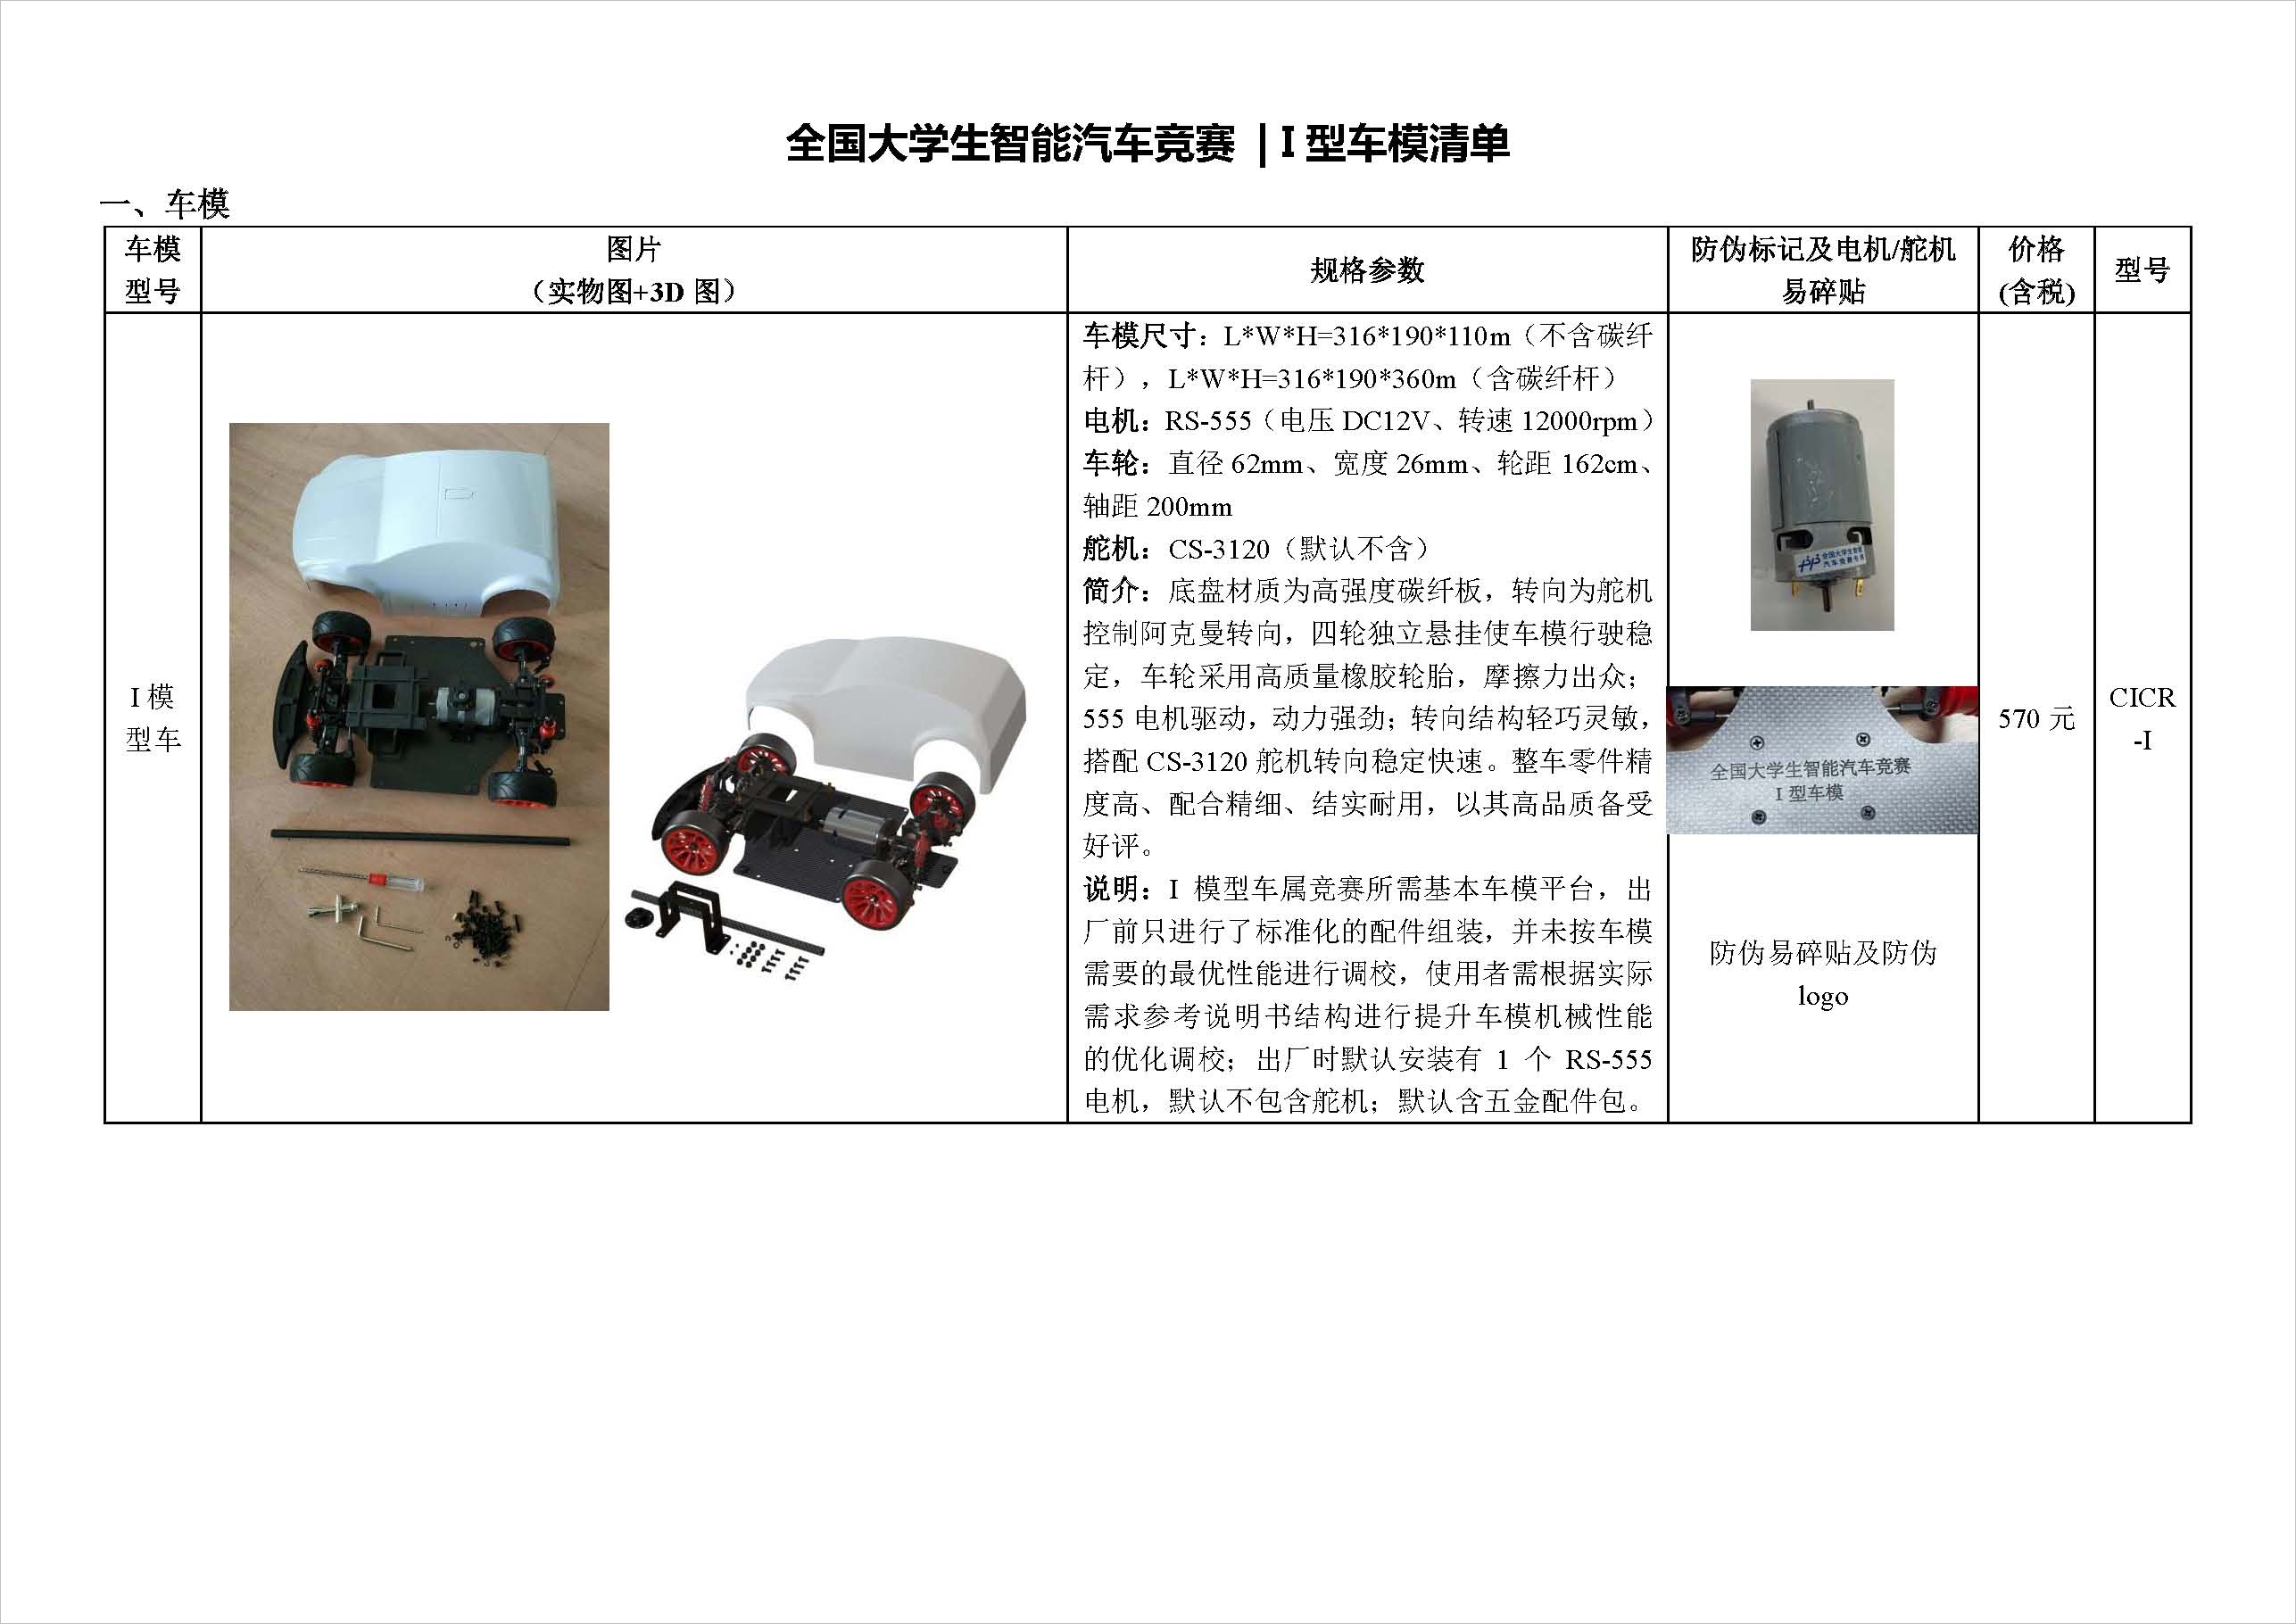 全国大学生智能汽车竞赛 | I 型车模清单
一、车模
车模
型号
图片
（实物图+3D 图）
规格参数
防伪标记及电机/舵机
易碎贴
价格
(含税)
型号
I 模
型车
车模尺寸：L*W*H=316*190*110m（不含碳纤
杆），L*W*H=316*190*360m（含碳纤杆）
电机：RS-555（电压 DC12V、转速 12000rpm）
车轮：直径 62mm、宽度 26mm、轮距 162cm、
轴距 200mm
舵机：CS-3120（默认不含）
简介：底盘材质为高强度碳纤板，转向为舵机
控制阿克曼转向，四轮独立悬挂使车模行驶稳
定，车轮采用高质量橡胶轮胎，摩擦力出众；
555 电机驱动，动力强劲；转向结构轻巧灵敏，
搭配 CS-3120 舵机转向稳定快速。整车零件精
度高、配合精细、结实耐用，以其高品质备受
好评。
说明：I 模型车属竞赛所需基本车模平台，出
厂前只进行了标准化的配件组装，并未按车模
需要的最优性能进行调校，使用者需根据实际
需求参考说明书结构进行提升车模机械性能
的优化调校；出厂时默认安装有 1 个 RS-555
电机，默认不包含舵机；默认含五金配件包。
全国大学生智能
汽车竞赛专用
全国大学生智能汽车竞赛
I 型车模
防伪易碎贴及防伪
logo
570 元
CICR
-I